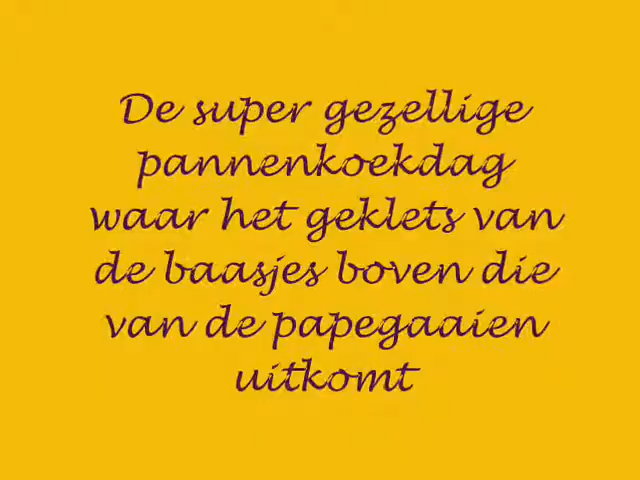 De super gezellige
pannenkoekdag
waar het geklets van
de baasjes boven die
van de papegaaien
uitkomt